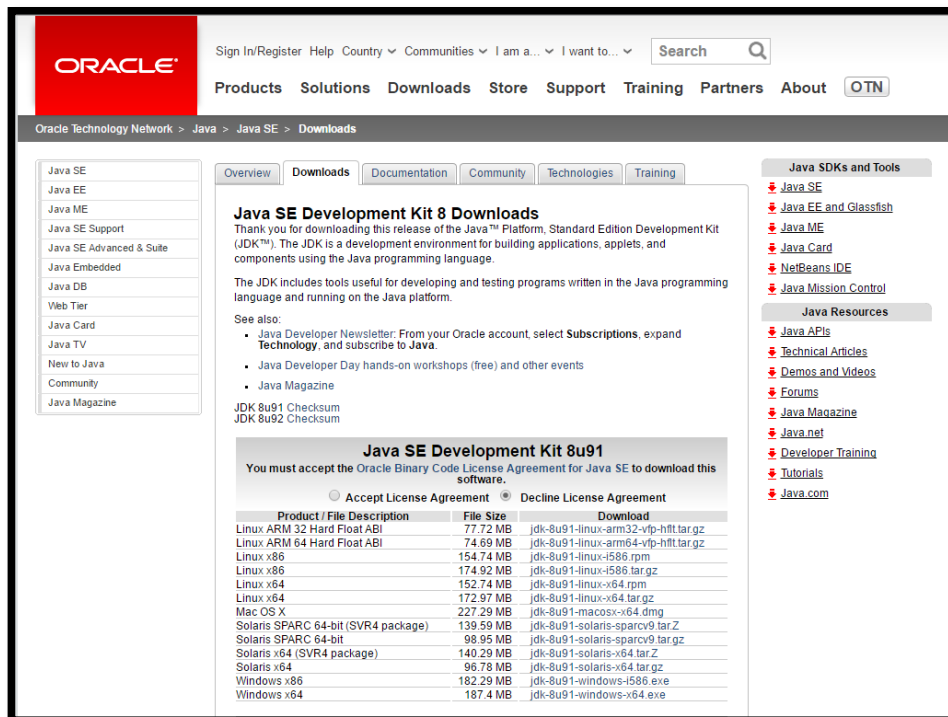 ORACLE
Sign In/Register Help Country Communities I am a... I want to... Search
Products Solutions Downloads Store Support Training Partners About OTN
Oracle Technology Network > Java > Java SE > Downloads
Java SE
Java EE
Java ME
Java SE Support
Java SE Advanced & Suite
Java Embedded
Java DB
Web Tier
Java Card
Java TV
New to Java
Community
Java Magazine
Overview Downloads Documentation Community Technologies Training
Java SE Development Kit 8 Downloads
Thank you for downloading this release of the Java™ Platform, Standard Edition Development Kit
(JDK™). The JDK is a development environment for building applications, applets, and
components using the Java programming language.
The JDK includes tools useful for developing and testing programs written in the Java programming
language and running on the Java platform.
See also:
Java Developer Newsletter: From your Oracle account, select Subscriptions, expand
Technology, and subscribe to Java.
Java Developer Day hands-on workshops (free) and other events
Java Magazine
JDK 8u91 Checksum
JDK 8u92 Checksum
Java SE Development Kit 8u91
You must accept the Oracle Binary Code License Agreement for Java SE to download this
software.
Accept License Agreement Decline License Agreement
Product / File Description File Size Download
Linux ARM 32 Hard Float ABI 77.72 MB jdk-8u91-linux-arm32-vfp-hflt.tar.gz
Linux ARM 64 Hard Float ABI 74.69 MB jdk-8u91-linux-arm64-vfp-hflt.tar.gz
Linux x86 154.74 MB jdk-8u91-linux-i586.rpm
Linux x86 174.92 MB jdk-8u91-linux-i586.tar.gz
Linux x64 152.74 MB jdk-8u91-linux-x64.rpm
Linux x64 172.97 MB jdk-8u91-linux-x64.tar.gz
Mac OS X 227.29 MB jdk-8u91-macosx-x64.dmg
Solaris SPARC 64-bit (SVR4 package) 139.59 MB jdk-8u91-solaris-sparcv9.tar.Z
Solaris SPARC 64-bit 98.95 MB jdk-8u91-solaris-sparcv9.tar.gz
Solaris x64 (SVR4 package) 140.29 MB jdk-8u91-solaris-x64.tar.Z
Solaris x64 96.78 MB jdk-8u91-solaris-x64.tar.gz
Windows x86 182.29 MB jdk-8u91-windows-i586.exe
Windows x64 187.4 MB jdk-8u91-windows-x64.exe
Java SDKs and Tools
Java SE
Java EE and Glassfish
Java ME
Java Card
NetBeans IDE
Java Mission Control
Java Resources
Java APIs
Technical Articles
Demos and Videos
Forums
Java Magazine
Java.net
Developer Training
Tutorials
Java.com